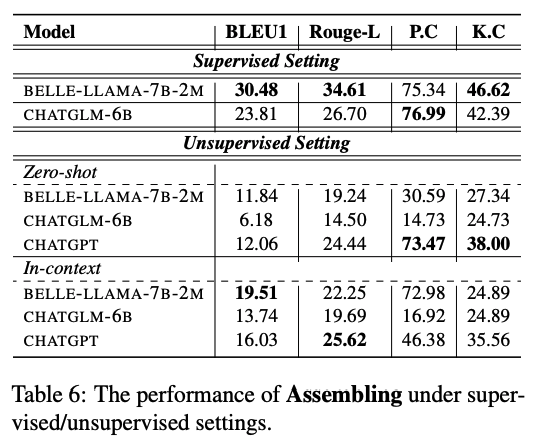 Model BLEU1 Rouge-L P.C K.C
Supervised Setting
BELLE-LLAMA-7B-2M 30.48 34.61 75.34 46.62
CHATGLM-6B 23.81 26.70 76.99 42.39
Unsupervised Setting
Zero-shot
BELLE-LLAMA-7B-2M 11.84 19.24 30.59 27.34
CHATGLM-6B 6.18 14.50 14.73 24.73
CHATGPT 12.06 24.44 73.47 38.00
In-context
BELLE-LLAMA-7B-2M 19.51 22.25 72.98 24.89
CHATGLM-6B 13.74 19.69 16.92 24.89
CHATGPT 16.03 25.62 46.38 35.56
Table 6: The performance of Assembling under super-
vised/unsupervised settings.